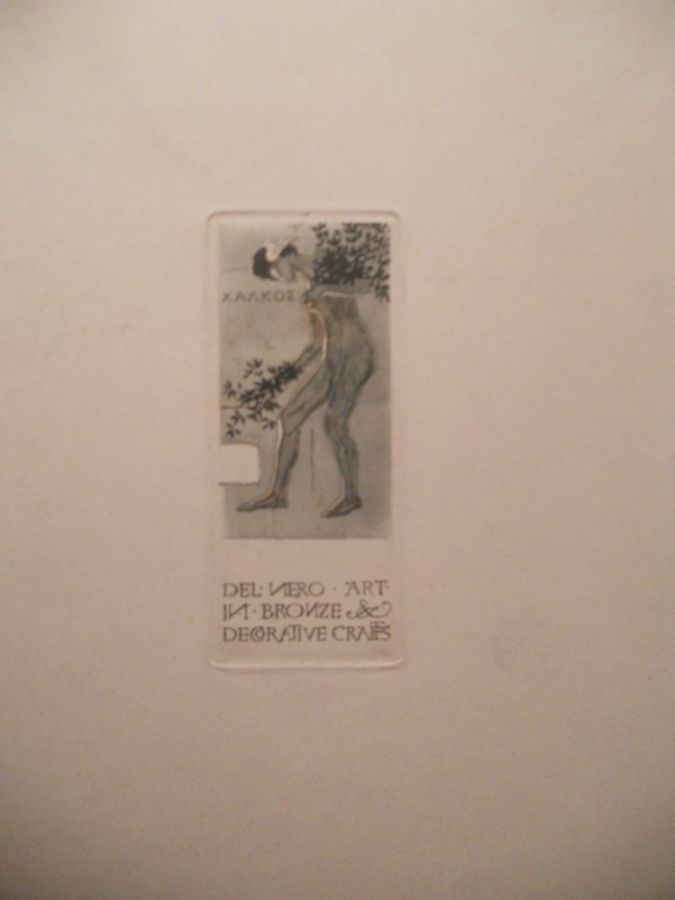 ΧΑΛΚΟΣ
DEL· NERO · ART·
IN · BRONZE &
DECORATIVE CRAFTS